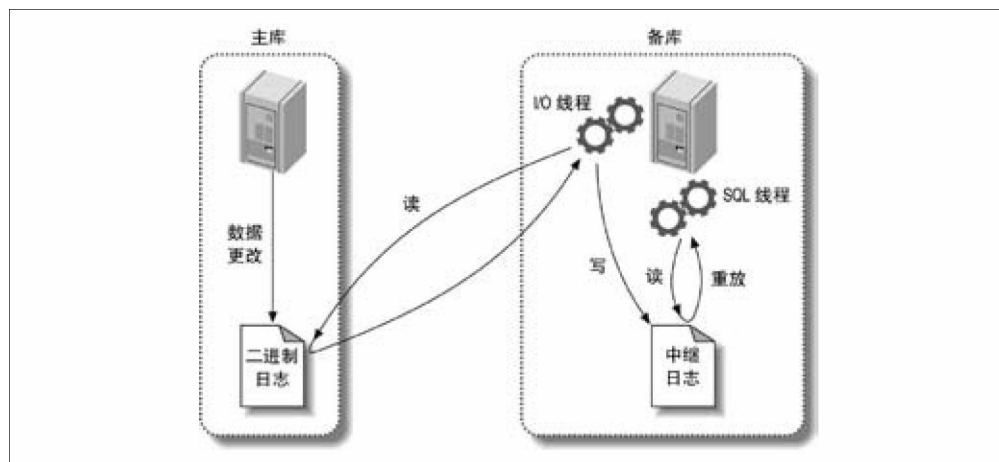 主库
备库
I/O 线程
SQL 线程
读
数据
更改
写
读
重放
二进制
日志
中继
日志